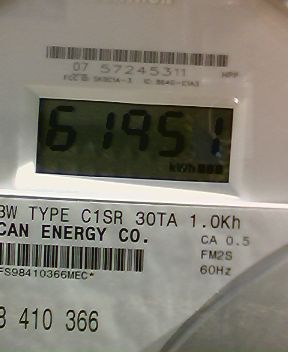 07 57245311
61951
kWh
3W TYPE C1SR 30TA 1.0Kh
CAN ENERGY CO.
CA 0.5
FM2S
60Hz
FS98410366MEC*
410 366